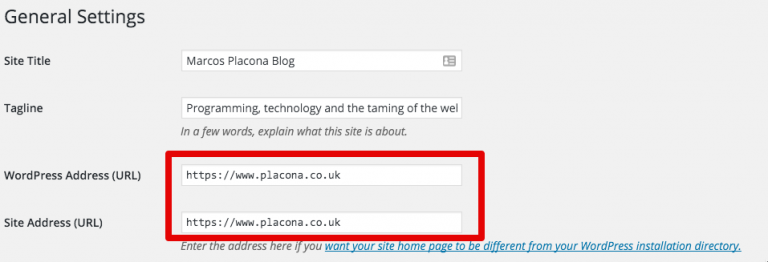 General Settings
Site Title Marcos Placona Blog
Tagline Programming, technology and the taming of the wel
In a few words, explain what this site is about.
WordPress Address (URL) https://www.placona.co.uk
Site Address (URL) https://www.placona.co.uk
Enter the address here if you want your site home page to be different from your WordPress installation directory.